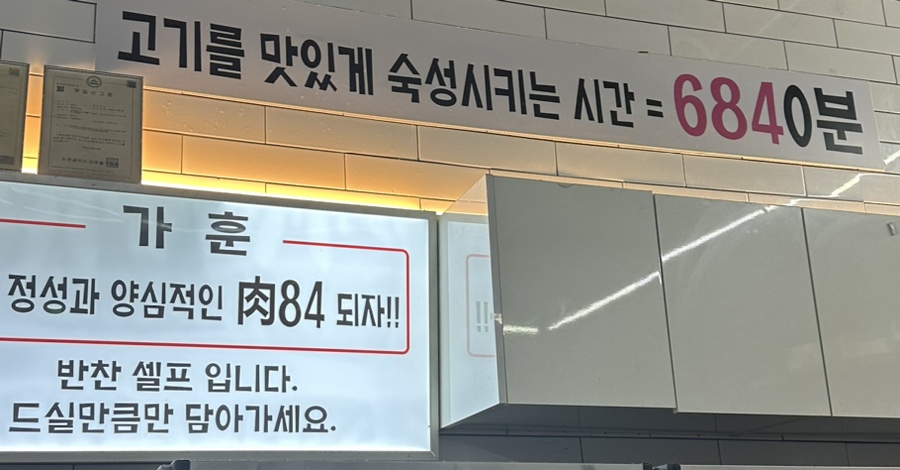 고기를 맛있게 숙성시키는 시간 = 6840분
가 훈
정성과 양심적인 肉84 되자!!
반찬 셀프 입니다.
드실만큼만 담아가세요.
!!